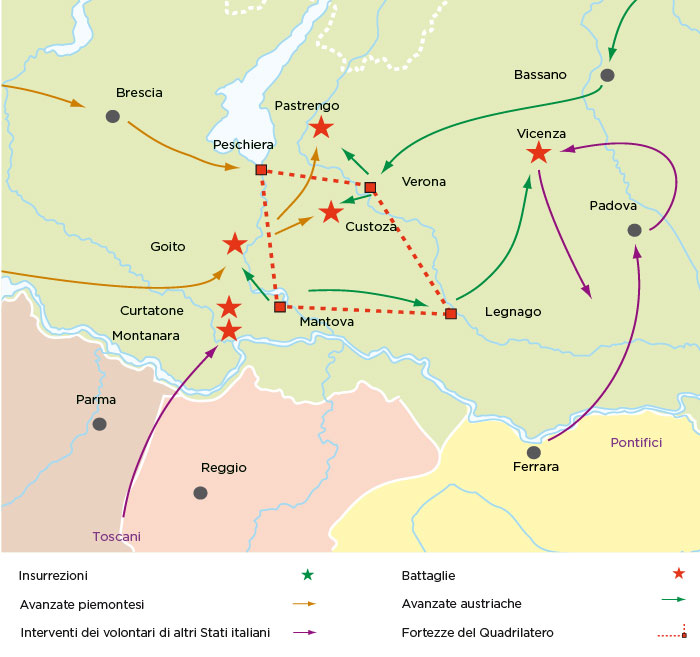 Bassano
Brescia
Pastrengo
Vicenza
Peschiera
Verona
Padova
Custoza
Goito
Curtatone
Legnago
Mantova
Montanara
Parma
Pontifici
Reggio
Ferrara
Toscani
Insurrezioni
Battaglie
Avanzate piemontesi
Avanzate austriache
Interventi dei volontari di altri Stati italiani
Fortezze del Quadrilatero